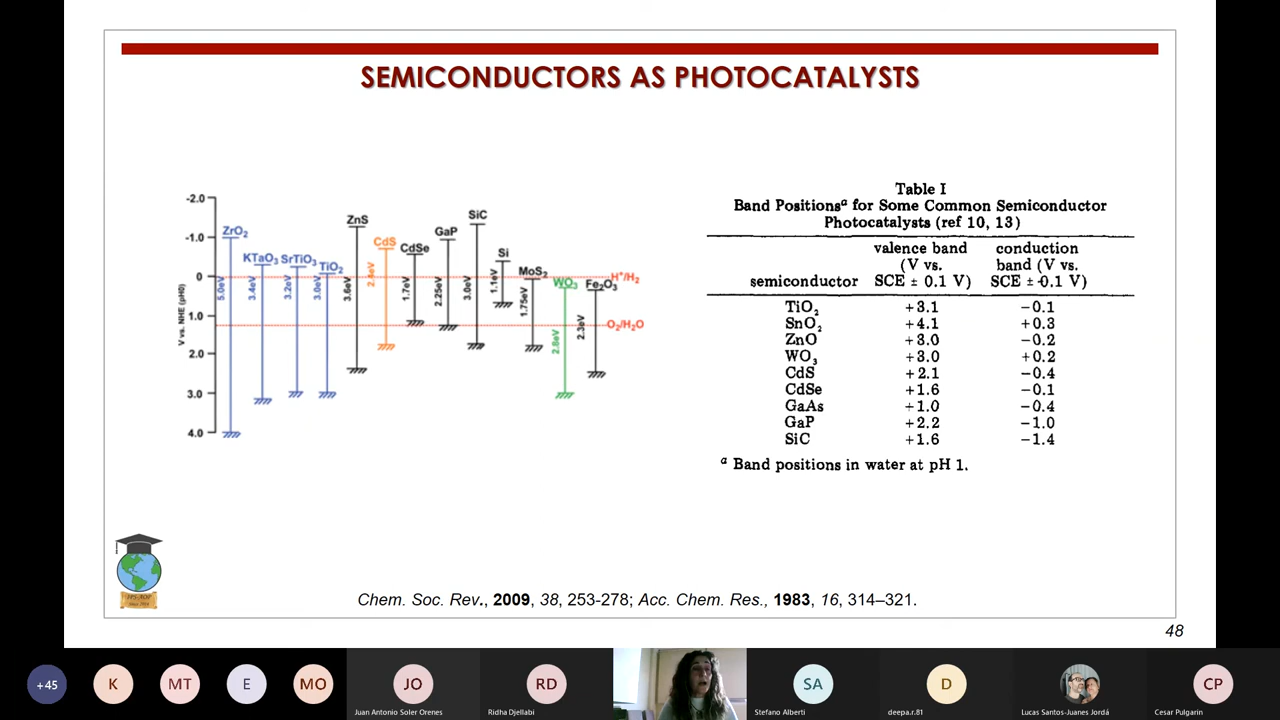 SEMICONDUCTORS AS PHOTOCATALYSTS
-2.0
-1.0
0
1.0
2.0
3.0
4.0
V vs. NHE (pH0)
ZrO2
5.0eV
KTaO3
3.4eV
SrTiO3
3.2eV
TiO2
3.0eV
ZnS
3.6eV
CdS
2.4eV
CdSe
1.7eV
GaP
2.25eV
SiC
3.0eV
Si
1.1eV
MoS2
1.75eV
WO3
2.8eV
Fe2O3
2.3eV
H+/H2
O2/H2O
Table I
Band Positionsa for Some Common Semiconductor
Photocatalysts (ref 10, 13)
valence band conduction
(V vs. band (V vs.
semiconductor SCE ± 0.1 V) SCE ± 0.1 V)
TiO2 +3.1 −0.1
SnO2 +4.1 +0.3
ZnO +3.0 −0.2
WO3 +3.0 +0.2
CdS +2.1 −0.4
CdSe +1.6 −0.1
GaAs +1.0 −0.4
GaP +2.2 −1.0
SiC +1.6 −1.4
a Band positions in water at pH 1.
Chem. Soc. Rev., 2009, 38, 253-278; Acc. Chem. Res., 1983, 16, 314–321.
48
+45
K
MT
E
MO
JO
Juan Antonio Soler Orenes
RD
Ridha Djellabi
SA
Stefano Alberti
D
deepa.r.81
Lucas Santos-Juanes Jordá
CP
Cesar Pulgarin